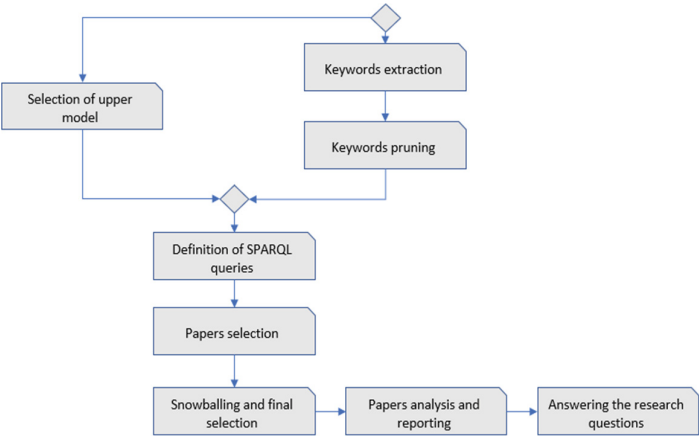 Keywords extraction
Selection of upper
model
Keywords pruning
Definition of SPARQL
queries
Papers selection
Snowballing and final
selection
Papers analysis and
reporting
Answering the research
questions